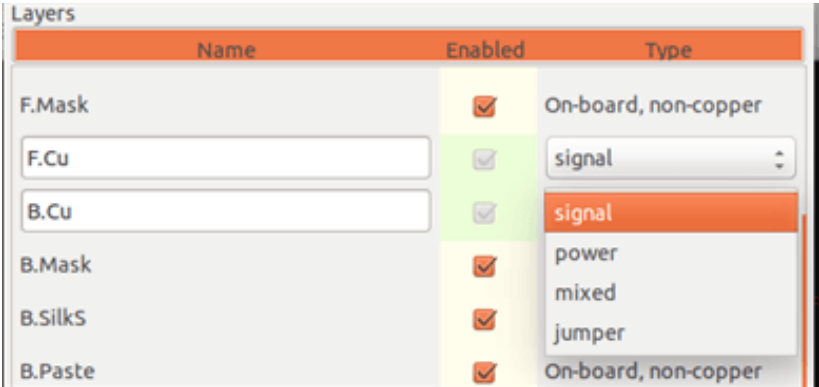 Layers
Name Enabled Type
F.Mask On-board, non-copper
F.Cu signal
B.Cu signal
power
B.Mask
mixed
B.SilkS
jumper
B.Paste On-board, non-copper